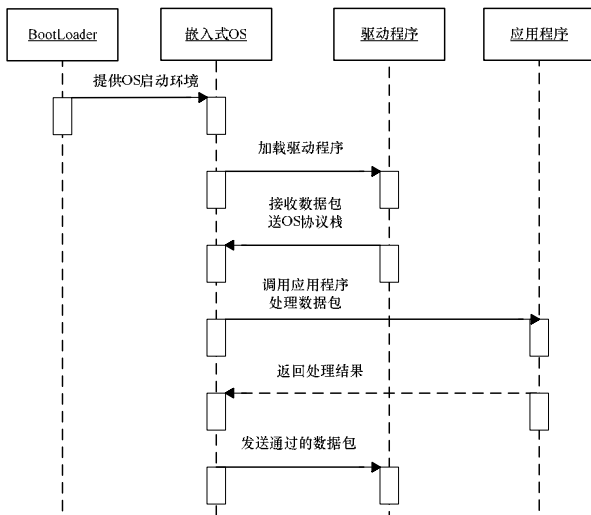 BootLoader
嵌入式OS
驱动程序
应用程序
提供OS启动环境
加载驱动程序
接收数据包
送OS协议栈
调用应用程序
处理数据包
返回处理结果
发送通过的数据包